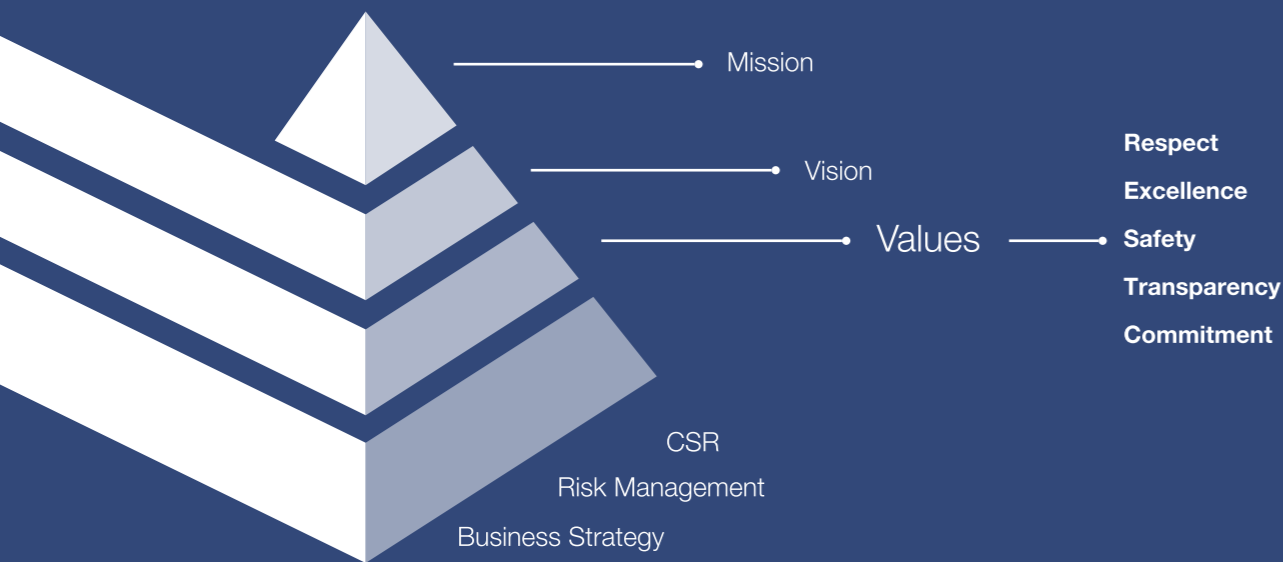 Mission
Vision
Values
Respect
Excellence
Safety
Transparency
Commitment
CSR
Risk Management
Business Strategy